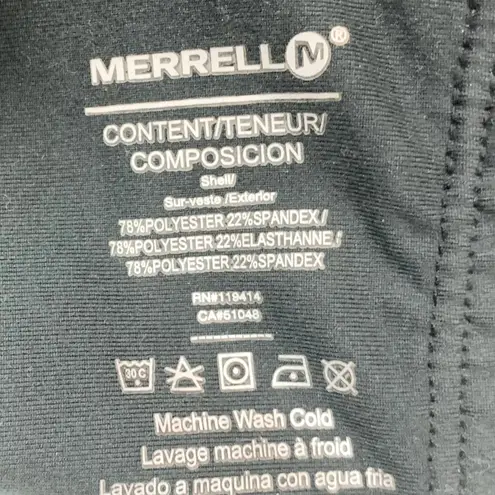 MERRELL M®
CONTENT/TENEUR/
COMPOSICION
Shell/
Sur-veste /Exterior
78%POLYESTER 22%SPANDEX /
78%POLYESTER 22%ELASTHANNE /
78%POLYESTER 22%SPANDEX
RN#119414
CA#51048
30 C
Machine Wash Cold
Lavage machine à froid
Lavado a maquina con agua fria